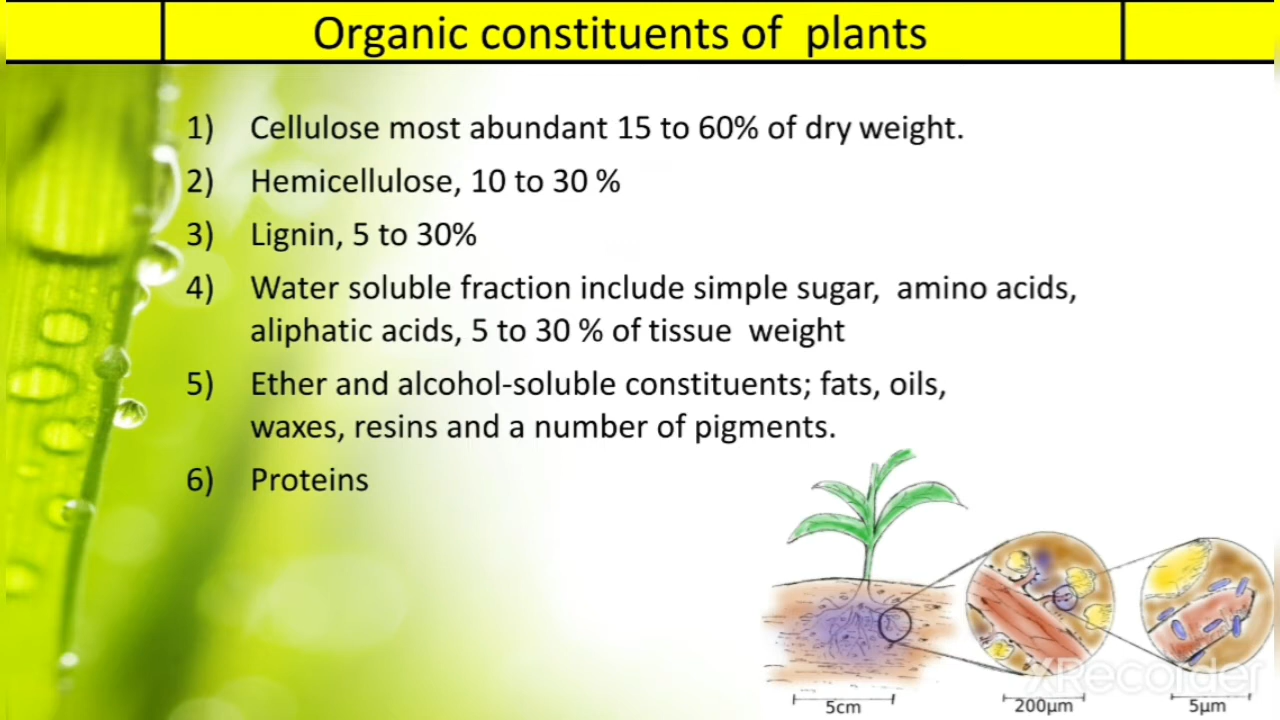 Organic constituents of plants
1) Cellulose most abundant 15 to 60% of dry weight.
2) Hemicellulose, 10 to 30 %
3) Lignin, 5 to 30%
4) Water soluble fraction include simple sugar, amino acids,
aliphatic acids, 5 to 30 % of tissue weight
5) Ether and alcohol-soluble constituents; fats, oils,
waxes, resins and a number of pigments.
6) Proteins
XRecorder
5cm
200µm
5µm